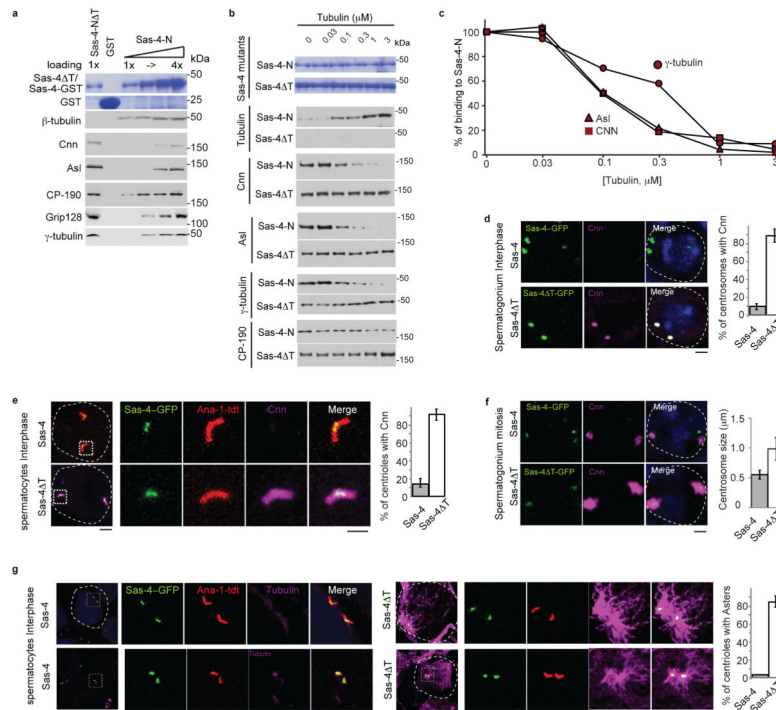 a
Sas-4-NΔT
GST
Sas-4-N
loading 1x 1x -> 4x kDa
Sas-4ΔT/
Sas-4-GST
50
GST 25
β-tubulin 50
Cnn 150
Asl 150
CP-190 150
Grip128 100
γ-tubulin 50
b
Tubulin (µM)
0 0.03 0.1 0.3 1 3 kDa
Sas-4 mutants
Sas-4-N 50
Sas-4ΔT 50
Tubulin
Sas-4-N 50
Sas-4ΔT 50
Cnn
Sas-4-N 150
Sas-4ΔT 150
Asl
Sas-4-N 150
Sas-4ΔT 150
γ-tubulin
Sas-4-N 50
Sas-4ΔT 50
CP-190
Sas-4-N 150
Sas-4ΔT 150
c
% of binding to Sas-4-N
100
80
60
40
20
0
0 0.03 0.1 0.3 1 3
[Tubulin, µM]
γ-tubulin
Asl
CNN
d
Spermatogonium Interphase
Sas-4
Sas-4ΔT
Sas-4-GFP Cnn Merge
Sas-4ΔT-GFP Cnn Merge
% of centrosomes with Cnn
80
60
40
20
0
Sas-4
Sas-4ΔT
e
spermatocytes Interphase
Sas-4
Sas-4ΔT
Sas-4–GFP Ana-1-tdt Cnn Merge
% of centrioles with Cnn
80
60
40
20
0
Sas-4
Sas-4ΔT
f
Spermatogonium mitosis
Sas-4
Sas-4ΔT
Sas-4-GFP Cnn Merge
Sas-4ΔT-GFP Cnn Merge
Centrosome size (µm)
1.5
1.0
0.5
0
Sas-4
Sas-4ΔT
g
spermatocytes Interphase
Sas-4
Sas-4
Sas-4-GFP Ana-1-tdt Tubulin Merge
Tubulin
Sas-4ΔT
Sas-4ΔT
% of centrioles with Asters
80
60
40
20
0
Sas-4
Sas-4ΔT